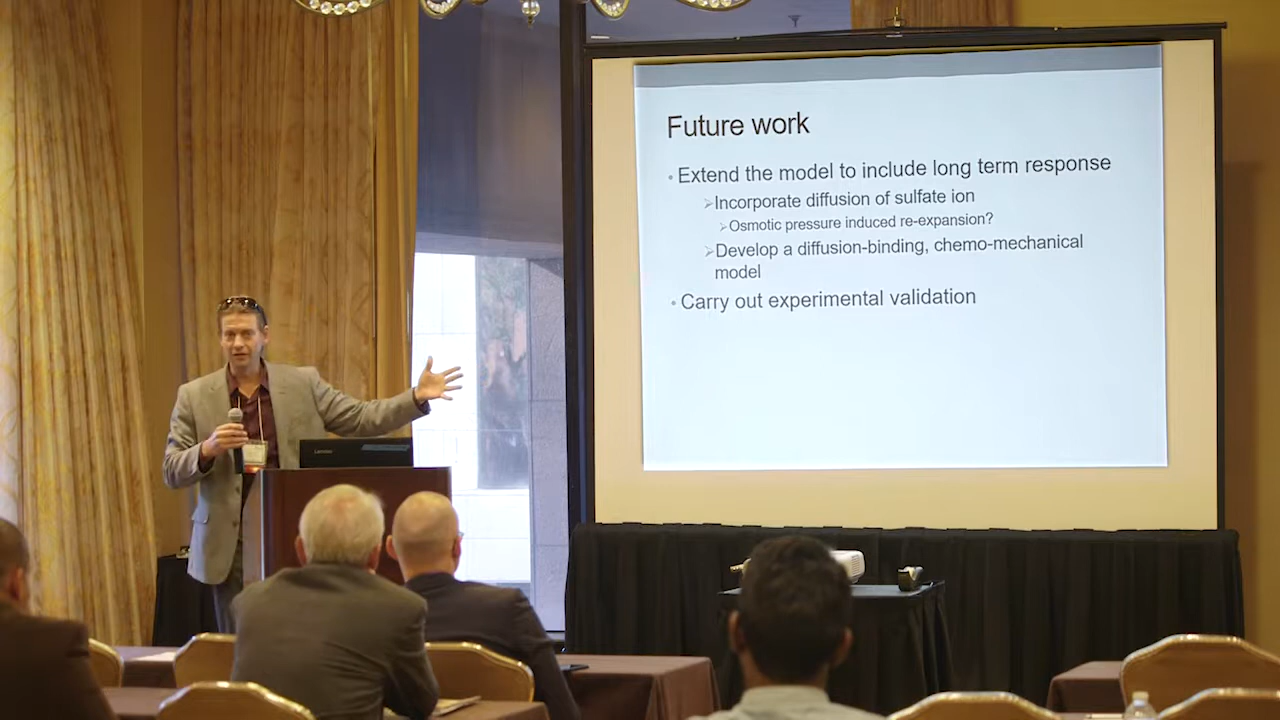 Future work
• Extend the model to include long term response
➢Incorporate diffusion of sulfate ion
➢Osmotic pressure induced re-expansion?
➢Develop a diffusion-binding, chemo-mechanical
model
• Carry out experimental validation
Lenovo